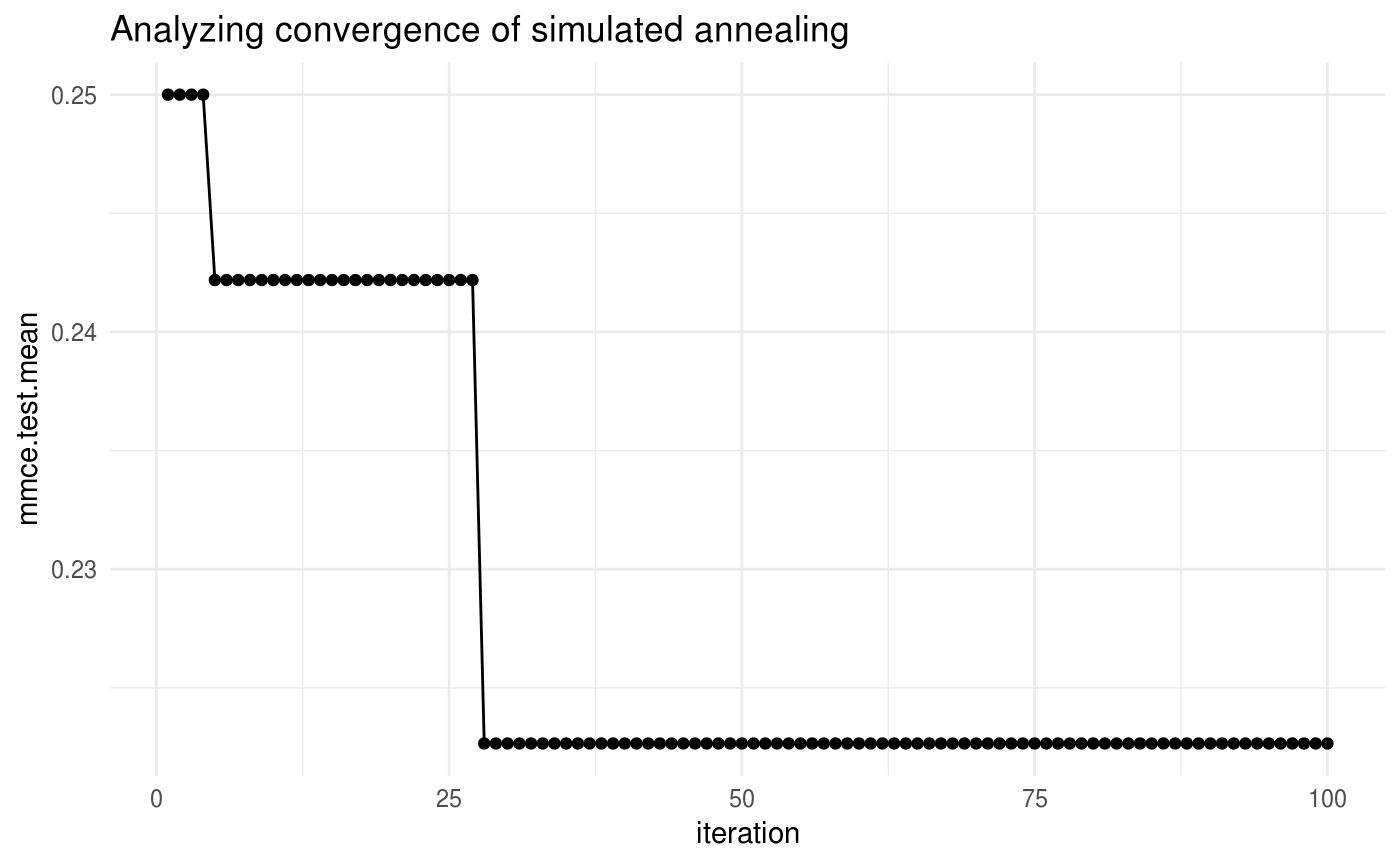 Analyzing convergence of simulated annealing
mmce.test.mean
0.25
0.24
0.23
0 25 50 75 100
iteration